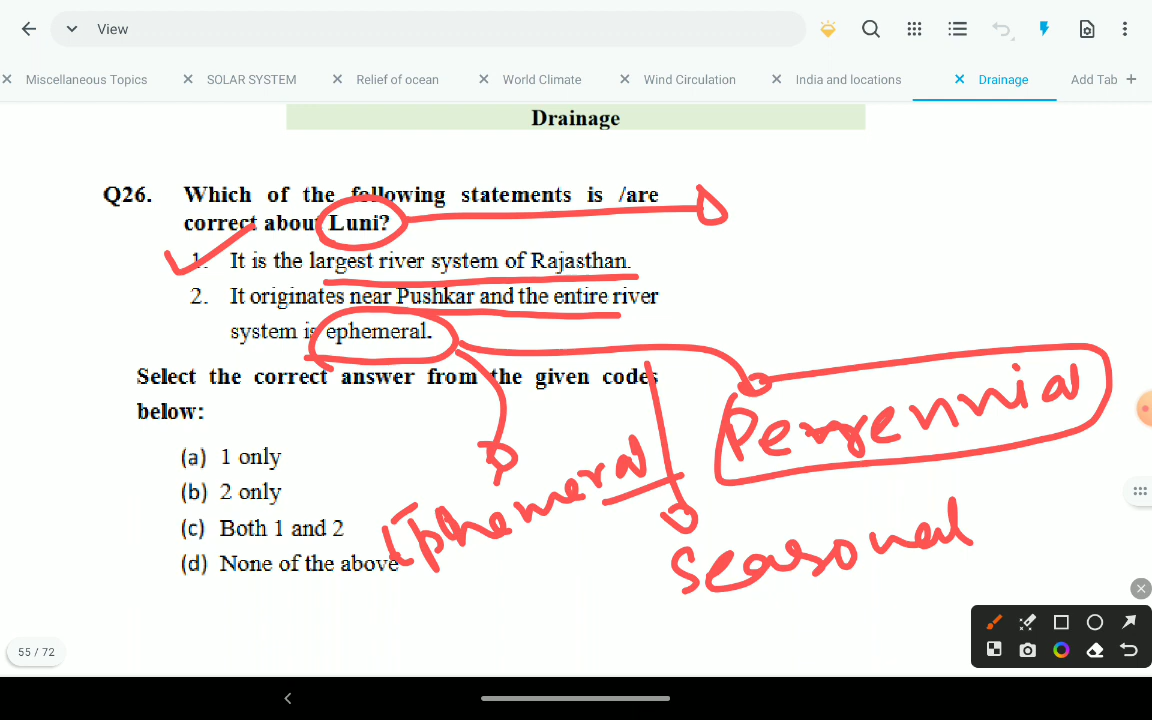 View
Miscellaneous Topics
SOLAR SYSTEM
Relief of ocean
World Climate
Wind Circulation
India and locations
Drainage
Add Tab +
Drainage
Q26. Which of the following statements is /are
correct about Luni?
1. It is the largest river system of Rajasthan.
2. It originates near Pushkar and the entire river
system is ephemeral.
Select the correct answer from the given codes
below:
(a) 1 only
(b) 2 only
(c) Both 1 and 2
(d) None of the above
Perrennial
Ephemeral
Seasonal
55 / 72